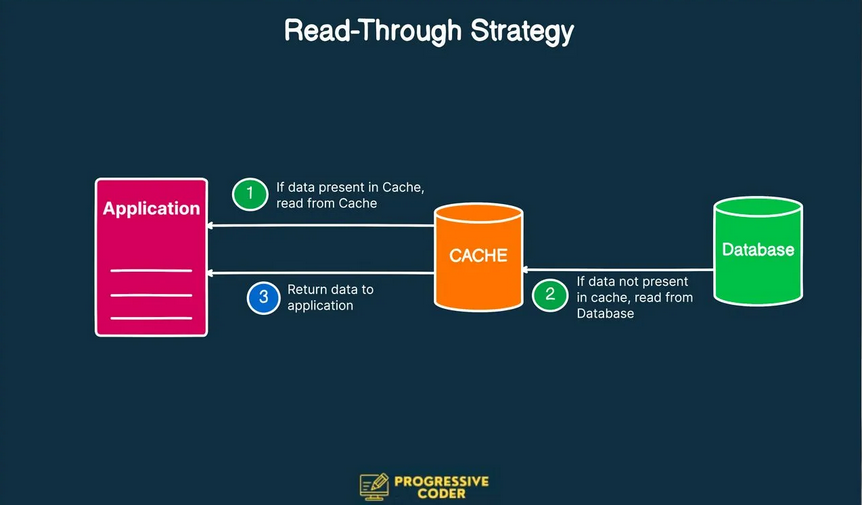 Read-Through Strategy
Application
1
If data present in Cache,
read from Cache
CACHE
Database
3
Return data to
application
2
If data not present
in cache, read from
Database
PROGRESSIVE
CODER